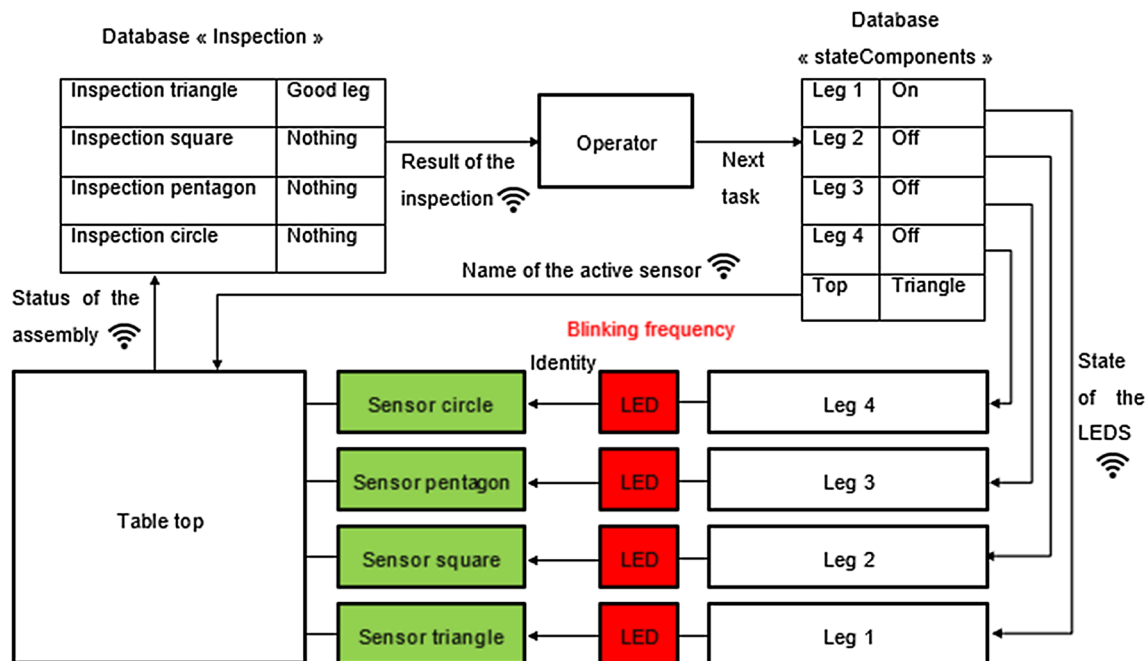 Database « Inspection »
Database
« stateComponents »
Inspection triangle Good leg
Inspection square Nothing
Inspection pentagon Nothing
Inspection circle Nothing
Result of the
inspection
Operator
Next
task
Leg 1 On
Leg 2 Off
Leg 3 Off
Leg 4 Off
Top Triangle
Name of the active sensor
Status of the
assembly
Blinking frequency
Identity
State
of the
LEDS
Table top
Sensor circle LED Leg 4
Sensor pentagon LED Leg 3
Sensor square LED Leg 2
Sensor triangle LED Leg 1